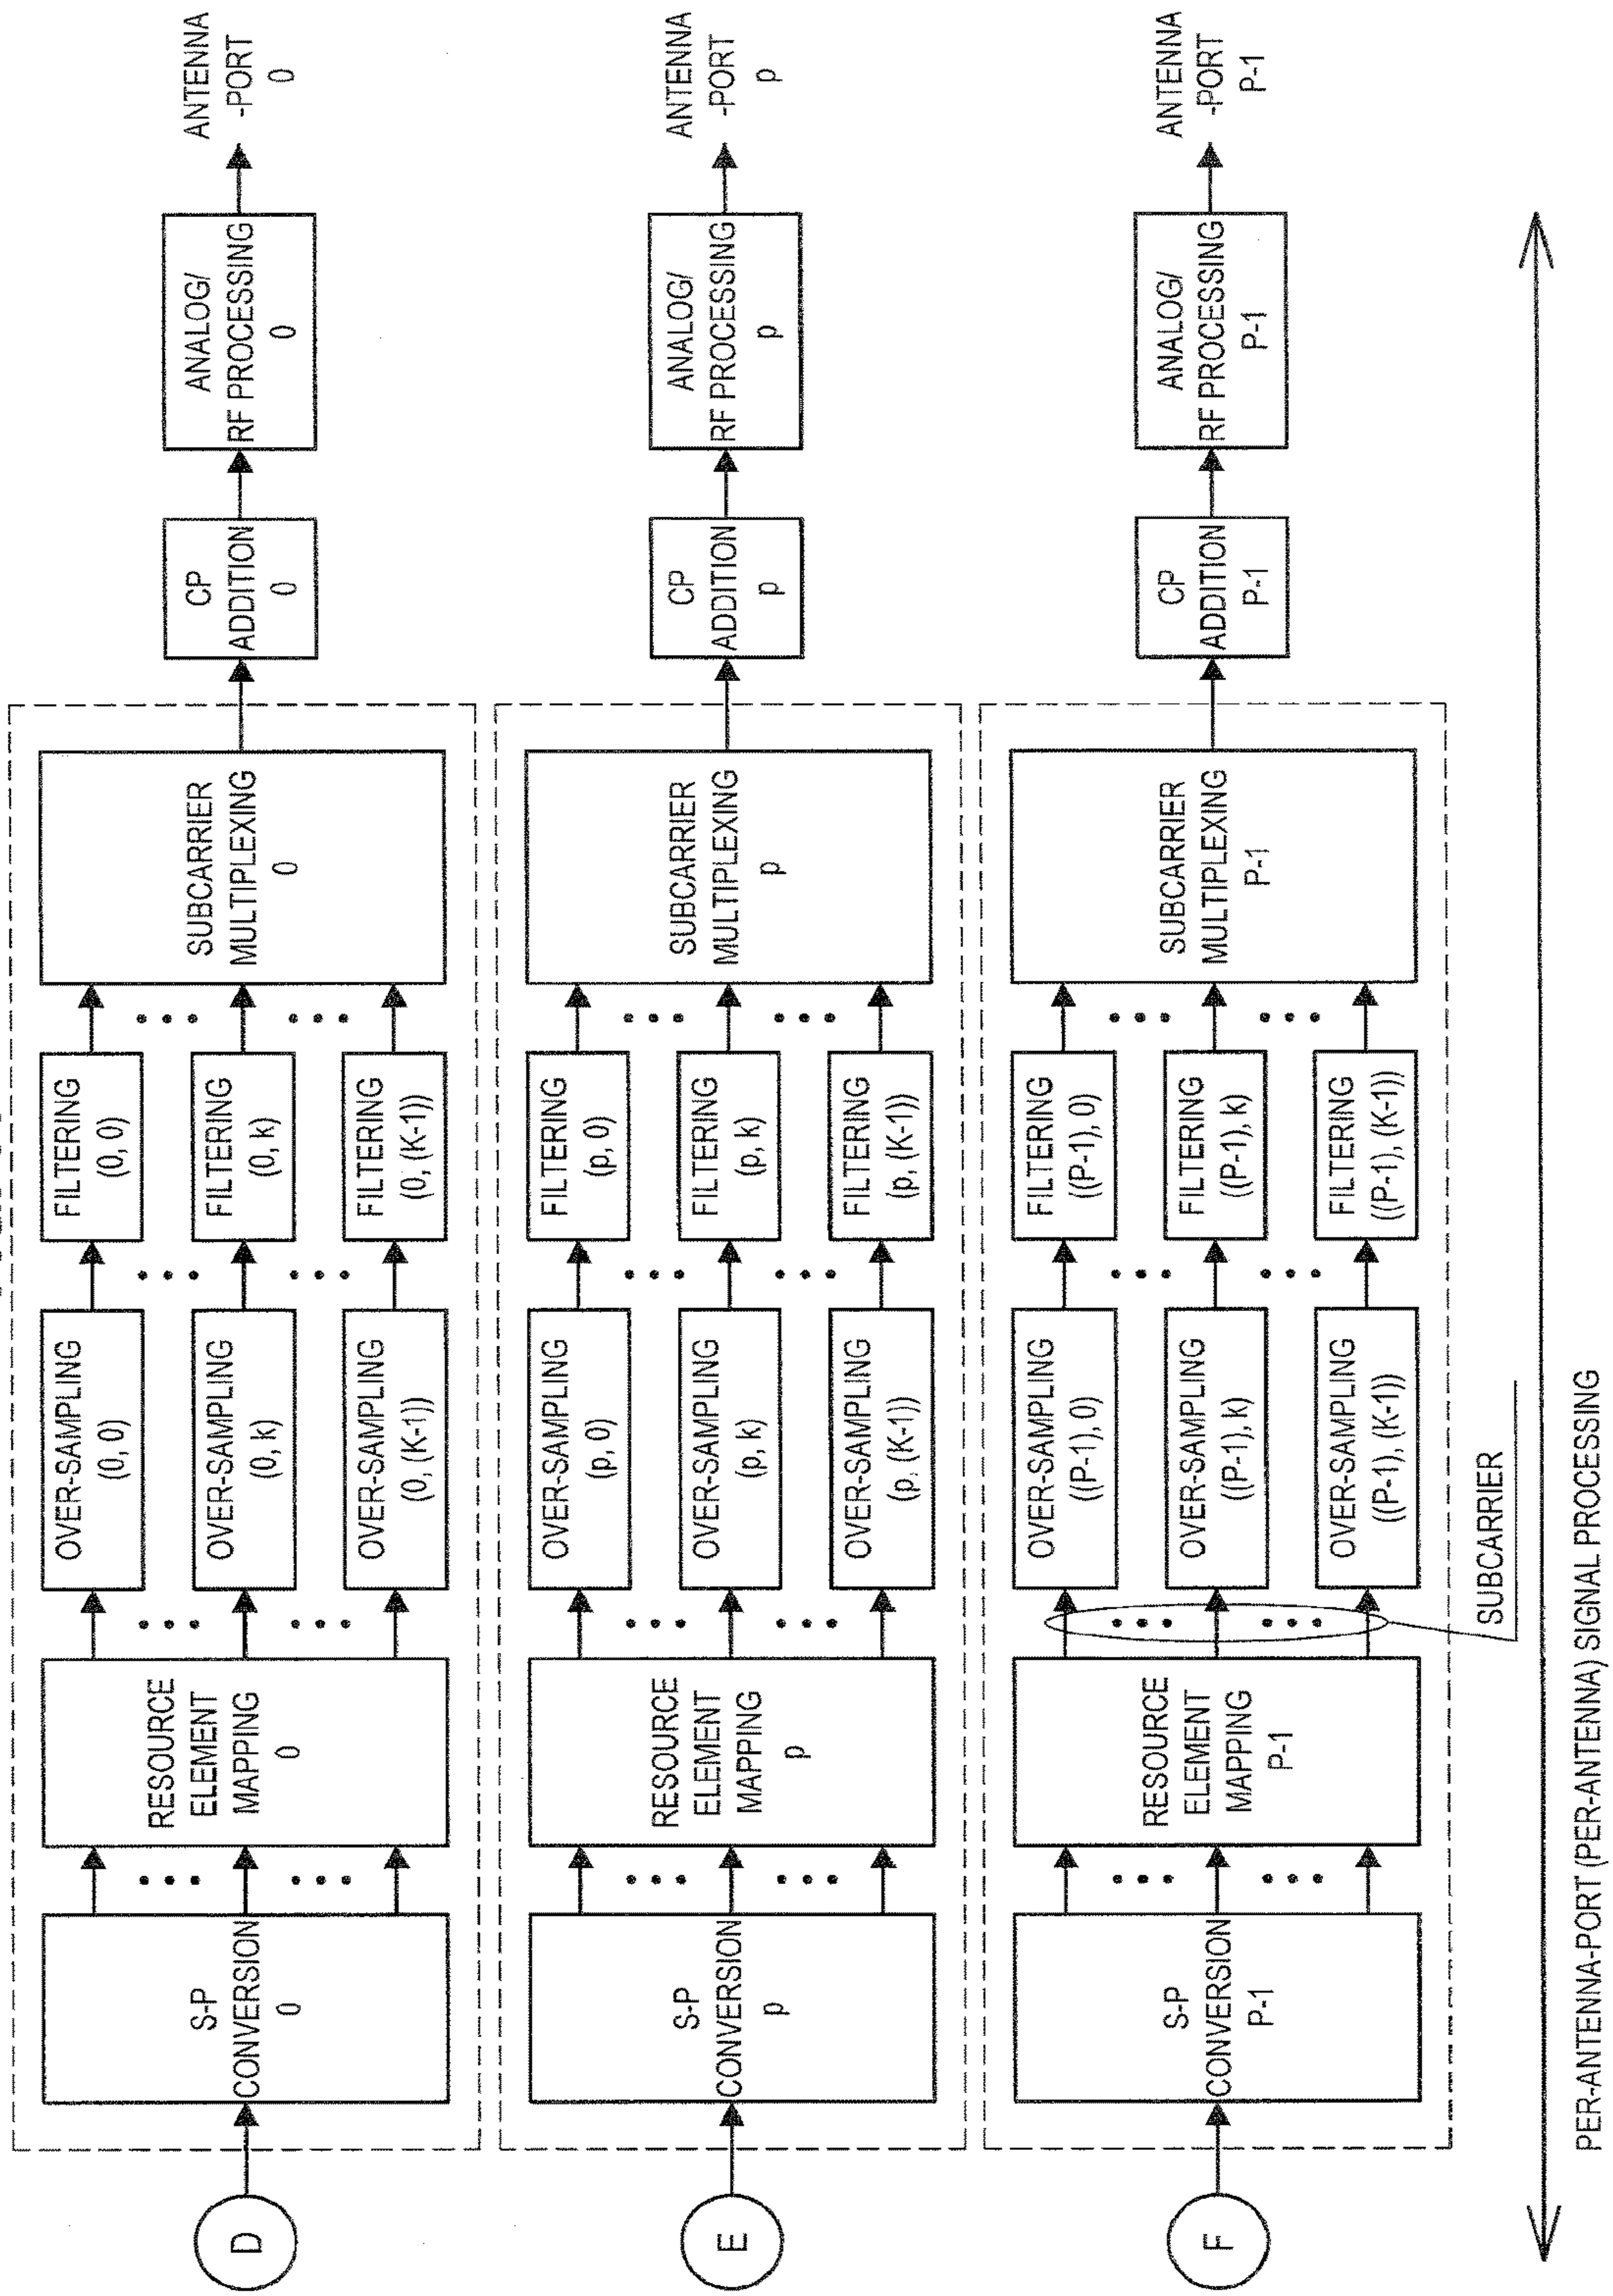 D
S-P
CONVERSION
0
RESOURCE
ELEMENT
MAPPING
0
OVER-SAMPLING
(0, 0)
OVER-SAMPLING
(0, k)
OVER-SAMPLING
(0, (K-1))
FILTERING
(0, 0)
FILTERING
(0, k)
FILTERING
(0, (K-1))
SUBCARRIER
MULTIPLEXING
0
CP
ADDITION
0
ANALOG/
RF PROCESSING
0
ANTENNA
-PORT
0
E
S-P
CONVERSION
p
RESOURCE
ELEMENT
MAPPING
p
OVER-SAMPLING
(p, 0)
OVER-SAMPLING
(p, k)
OVER-SAMPLING
(p, (K-1))
FILTERING
(p, 0)
FILTERING
(p, k)
FILTERING
(p, (K-1))
SUBCARRIER
MULTIPLEXING
p
CP
ADDITION
p
ANALOG/
RF PROCESSING
p
ANTENNA
-PORT
p
F
S-P
CONVERSION
P-1
RESOURCE
ELEMENT
MAPPING
P-1
OVER-SAMPLING
((P-1), 0)
OVER-SAMPLING
((P-1), k)
OVER-SAMPLING
((P-1), (K-1))
FILTERING
((P-1), 0)
FILTERING
((P-1), k)
FILTERING
((P-1), (K-1))
SUBCARRIER
MULTIPLEXING
P-1
CP
ADDITION
P-1
ANALOG/
RF PROCESSING
P-1
ANTENNA
-PORT
P-1
SUBCARRIER
PER-ANTENNA-PORT (PER-ANTENNA) SIGNAL PROCESSING